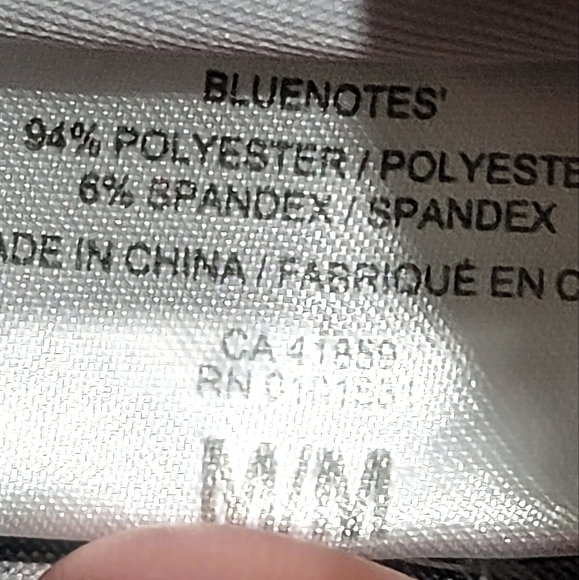 BLUENOTES'
94% POLYESTER / POLYESTE
6% SPANDEX / SPANDEX
ADE IN CHINA / FABRIQUÉ EN C
CA 41859
RN
M/M